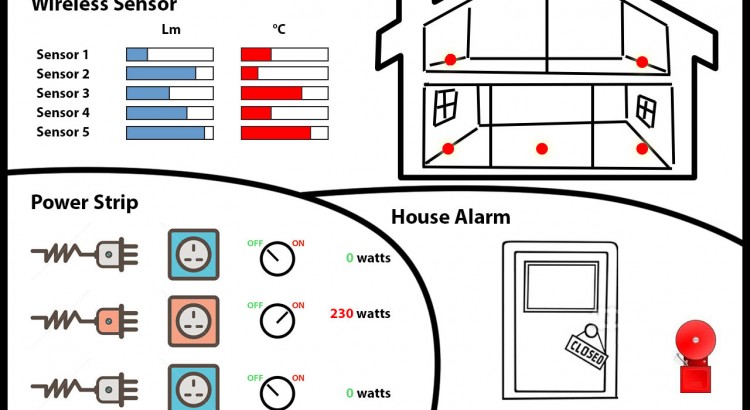 Wireless Sensor
Lm °C
Sensor 1
Sensor 2
Sensor 3
Sensor 4
Sensor 5
Power Strip
House Alarm
OFF ON 0 watts
OFF ON 230 watts
OFF ON 0 watts
CLOSED